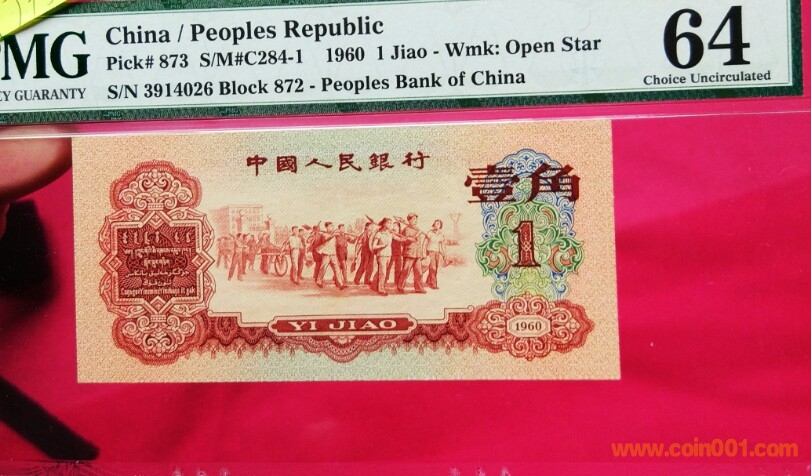 PMG
China / Peoples Republic
Pick# 873 S/M#C284-1 1960 1 Jiao - Wmk: Open Star
S/N 3914026 Block 872 - Peoples Bank of China
GUARANTY
64
Choice Uncirculated
中國人民銀行
壹角
1
YI JIAO
1960
www.coin001.com